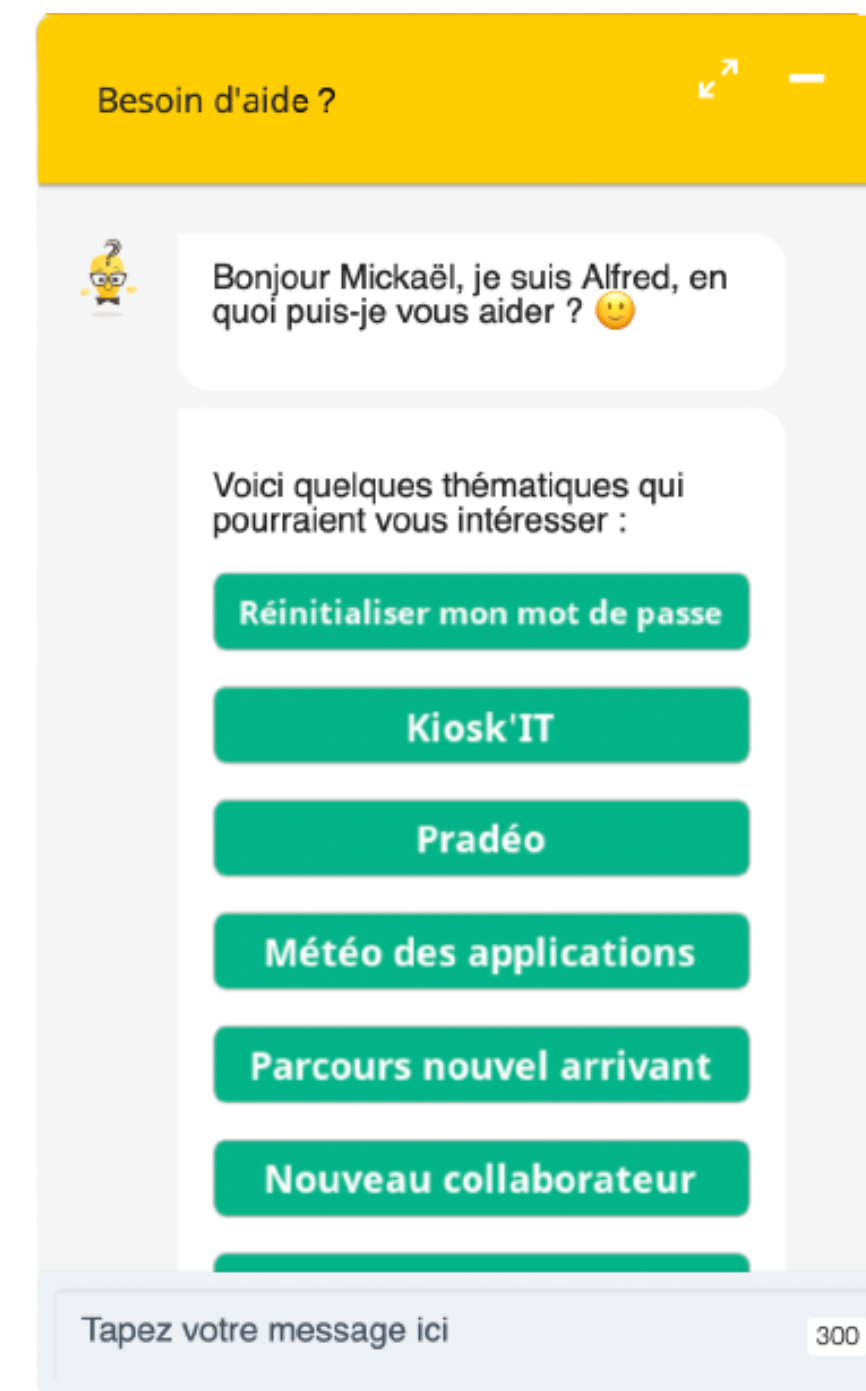 Besoin d'aide ?
Bonjour Mickaël, je suis Alfred, en
quoi puis-je vous aider ? 🙂
Voici quelques thématiques qui
pourraient vous intéresser :
Réinitialiser mon mot de passe
Kiosk'IT
Pradéo
Météo des applications
Parcours nouvel arrivant
Nouveau collaborateur
Tapez votre message ici
300